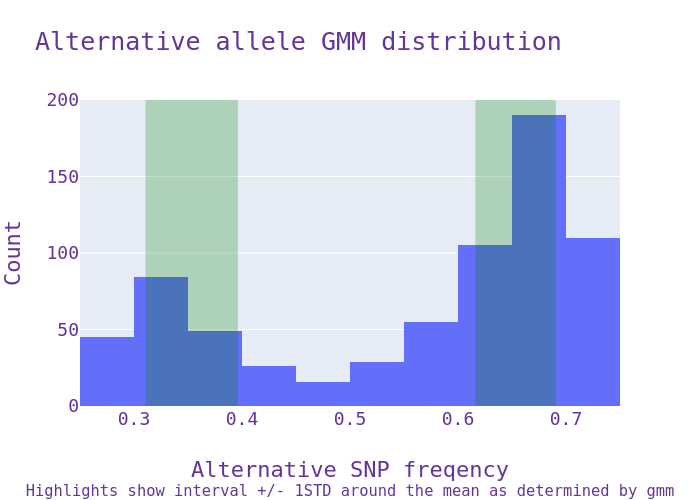 Alternative allele GMM distribution
200
150
100
50
0
Count
0.3 0.4 0.5 0.6 0.7
Alternative SNP freqency
Highlights show interval +/- 1STD around the mean as determined by gmm